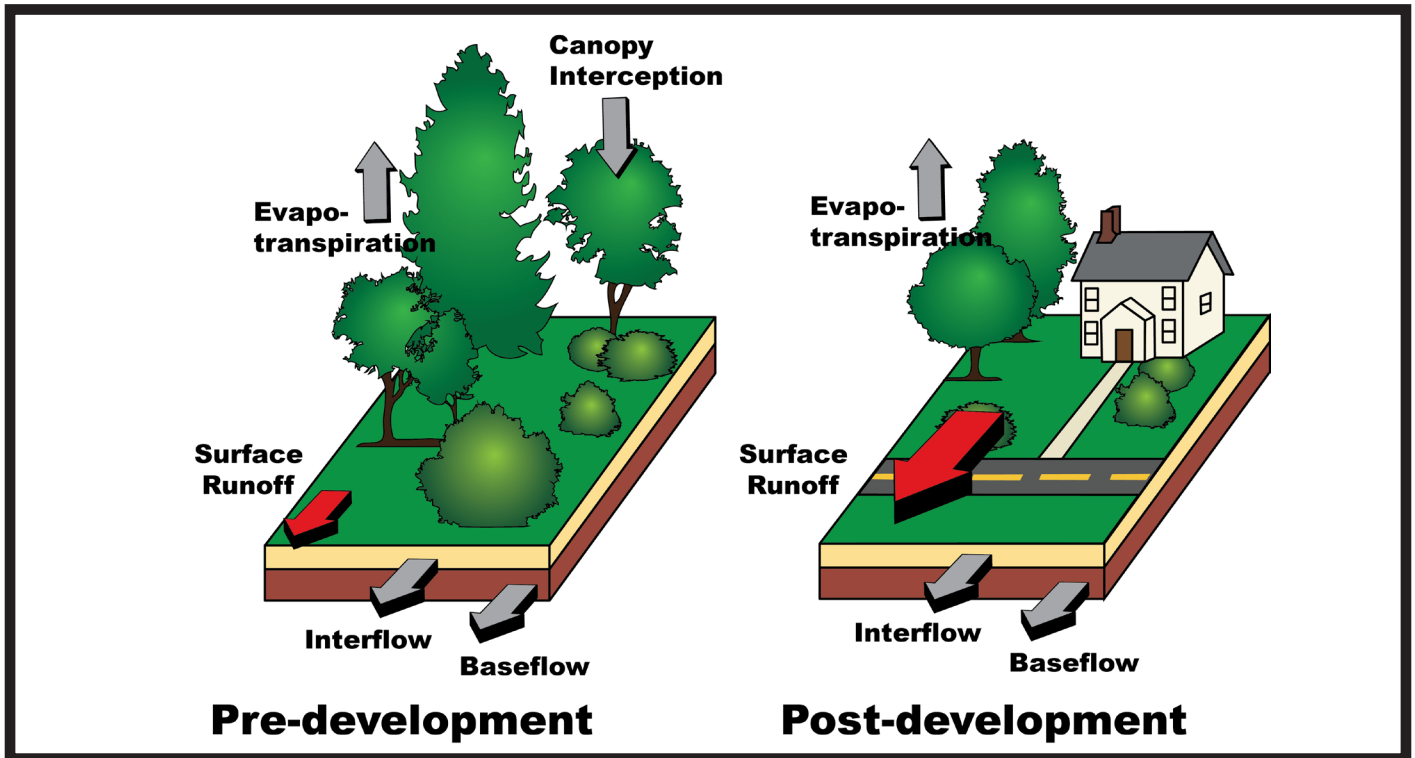 Canopy
Interception
Evapo-
transpiration
Surface
Runoff
Interflow
Baseflow
Pre-development
Evapo-
transpiration
Surface
Runoff
Interflow
Baseflow
Post-development